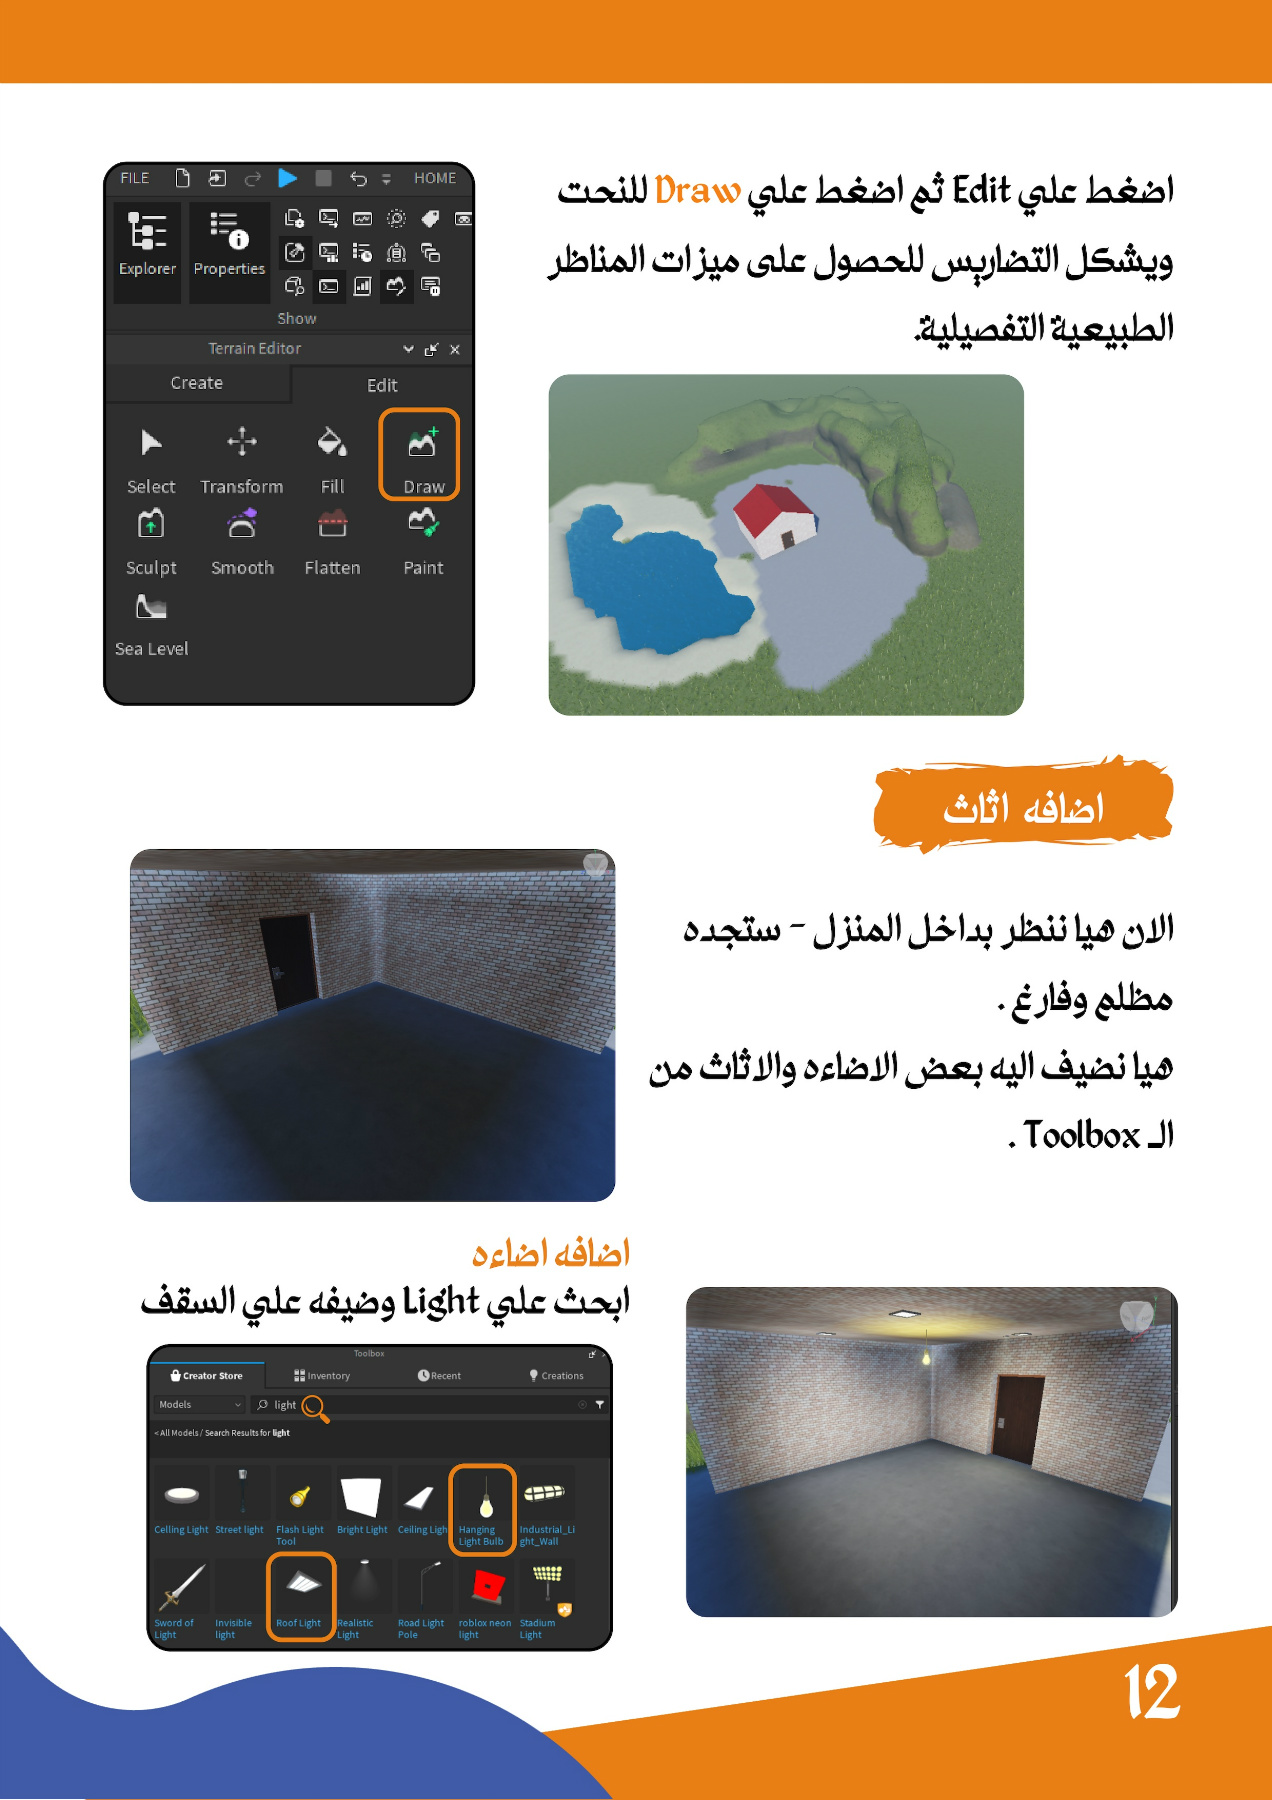 اضغط علي Edit ثم اضغط علي Draw للنحت
ويشكل التضاريس للحصول على ميزات المناظر
الطبيعية التفصيلية.
FILE HOME
Explorer Properties
Show
Terrain Editor
Create Edit
Select Transform Fill Draw
Sculpt Smooth Flatten Paint
Sea Level
اضافه اثاث
الان هيا ننظر بداخل المنزل - ستجده
مظلم وفارغ .
هيا نضيف اليه بعض الاضاءه والاثاث من
الـ Toolbox .
اضافه اضاءه
ابحث علي Light وضيفه علي السقف
Toolbox
Creator Store Inventory Recent Creations
Models light
< All Models / Search Results for light
Celling Light Street light Flash Light Bright Light Ceiling Ligh Hanging Industrial_Li
Tool Light Bulb ght_Wall
Sword of Invisible Roof Light Realistic Road Light roblox neon Stadium
Light light Light Pole light Light
12